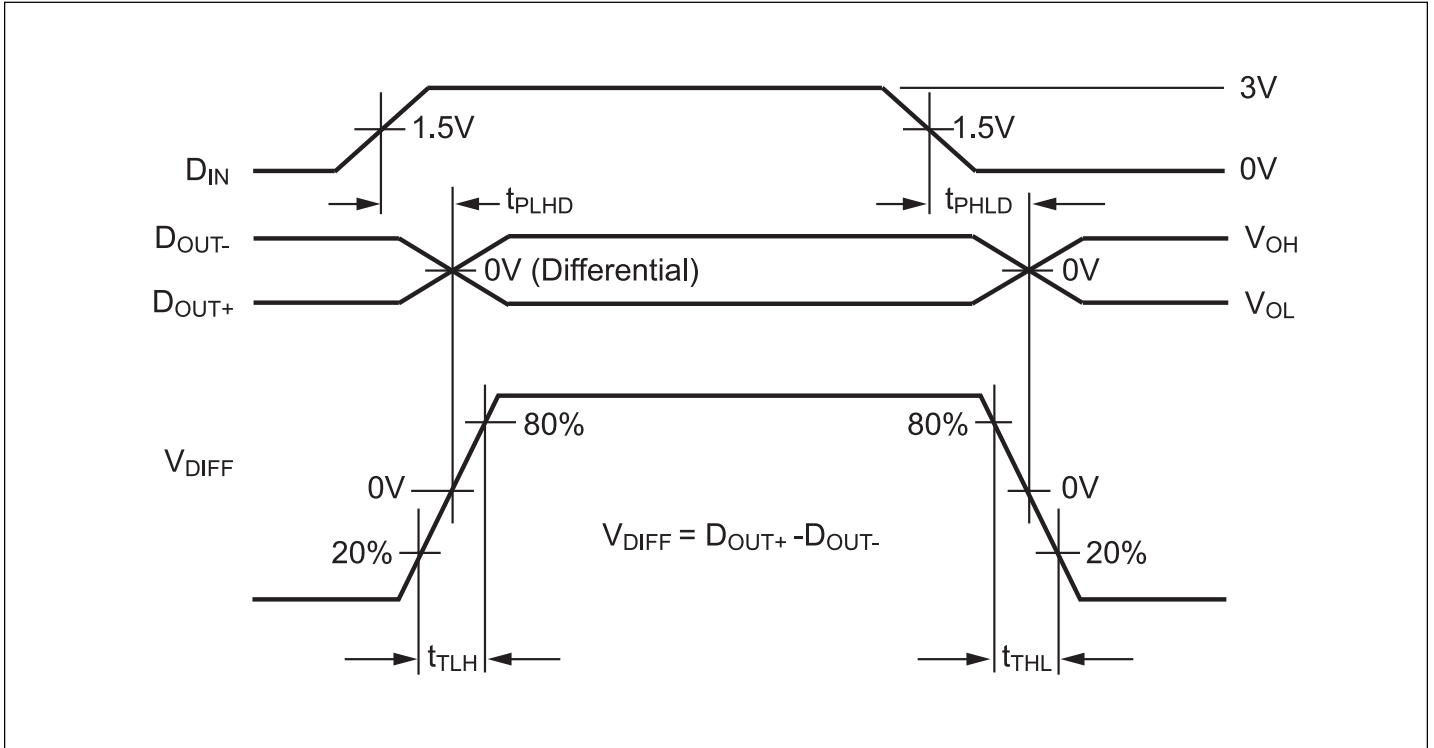 3V
1.5V
1.5V
D_IN
0V
t_PLHD
t_PHLD
D_OUT-
V_OH
0V (Differential)
0V
D_OUT+
V_OL
80%
80%
V_DIFF
0V
0V
V_DIFF = D_OUT+ -D_OUT-
20%
20%
t_TLH
t_THL